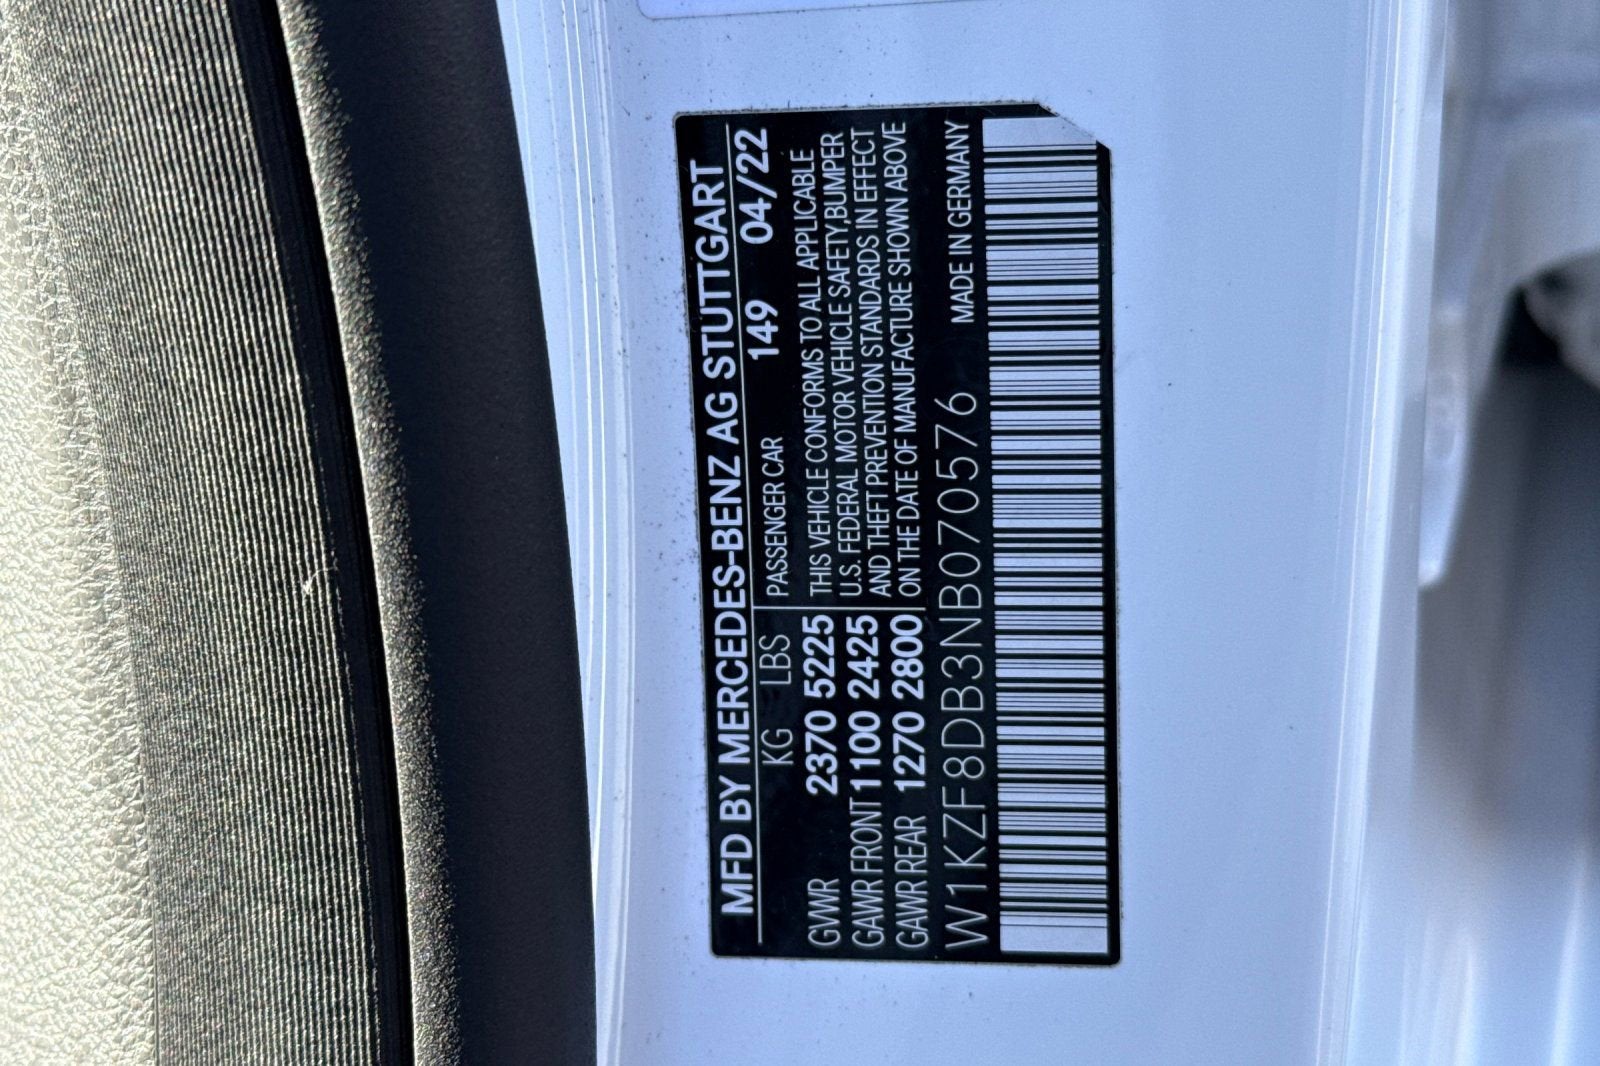 MFD BY MERCEDES-BENZ AG STUTTGART
KG LBS PASSENGER CAR 149 04/22
GVWR 2370 5225 THIS VEHICLE CONFORMS TO ALL APPLICABLE
U.S. FEDERAL MOTOR VEHICLE SAFETY, BUMPER
GAWR FRONT 1100 2425 AND THEFT PREVENTION STANDARDS IN EFFECT
GAWR REAR 1270 2800 ON THE DATE OF MANUFACTURE SHOWN ABOVE
W1KZF8DB3NB070576 MADE IN GERMANY